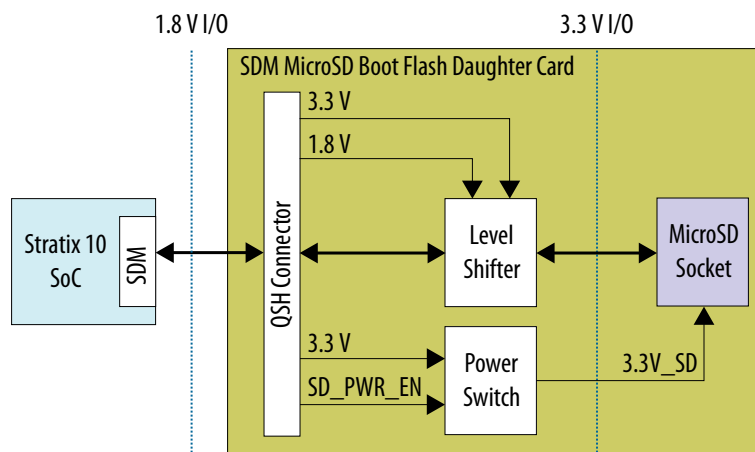 1.8 V I/O
3.3 V I/O
SDM MicroSD Boot Flash Daughter Card
3.3 V
1.8 V
Stratix 10
SoC
SDM
QSH Connector
Level
Shifter
MicroSD
Socket
3.3 V
SD_PWR_EN
Power
Switch
3.3V_SD